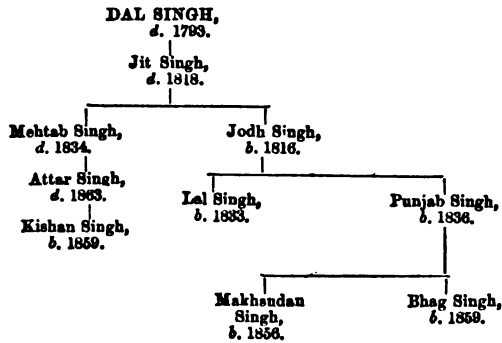 DAL SINGH,
d. 1793.
Jit Singh,
d. 1818.
Mehtab Singh,
d. 1834.
Jodh Singh,
b. 1816.
Attar Singh,
d. 1863.
Lal Singh,
b. 1833.
Punjab Singh,
b. 1836.
Kishan Singh,
b. 1859.
Makhsudan
Singh,
b. 1856.
Bhag Singh,
b. 1859.